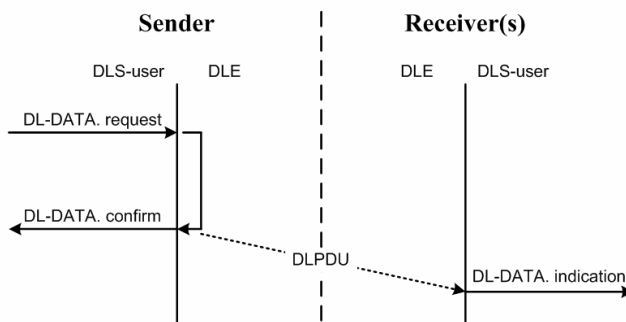 Sender
Receiver(s)
DLS-user DLE
DLE DLS-user
DL-DATA. request
DL-DATA. confirm
DLPDU
DL-DATA. indication